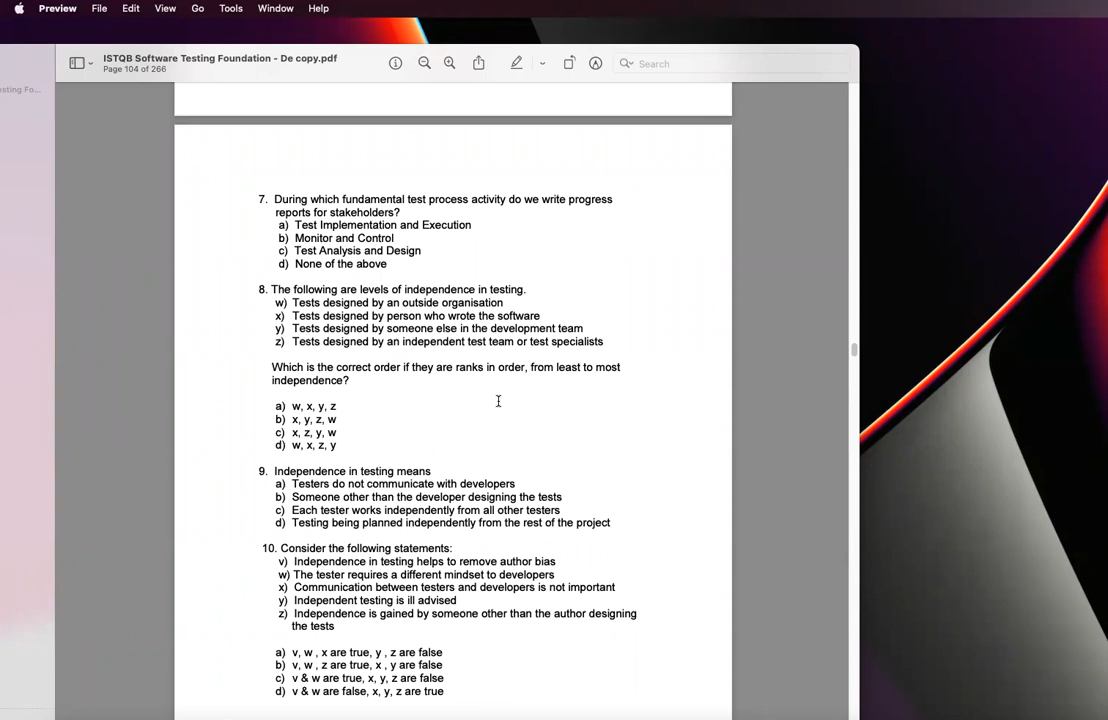 Preview File Edit View Go Tools Window Help
ISTQB Software Testing Foundation - De copy.pdf
Page 104 of 266
Search
esting Fo...
7. During which fundamental test process activity do we write progress
reports for stakeholders?
a) Test Implementation and Execution
b) Monitor and Control
c) Test Analysis and Design
d) None of the above
8. The following are levels of independence in testing.
w) Tests designed by an outside organisation
x) Tests designed by person who wrote the software
y) Tests designed by someone else in the development team
z) Tests designed by an independent test team or test specialists
Which is the correct order if they are ranks in order, from least to most
independence?
a) w, x, y, z
b) x, y, z, w
c) x, z, y, w
d) w, x, z, y
9. Independence in testing means
a) Testers do not communicate with developers
b) Someone other than the developer designing the tests
c) Each tester works independently from all other testers
d) Testing being planned independently from the rest of the project
10. Consider the following statements:
v) Independence in testing helps to remove author bias
w) The tester requires a different mindset to developers
x) Communication between testers and developers is not important
y) Independent testing is ill advised
z) Independence is gained by someone other than the author designing
the tests
a) v, w , x are true, y , z are false
b) v, w , z are true, x , y are false
c) v & w are true, x, y, z are false
d) v & w are false, x, y, z are true